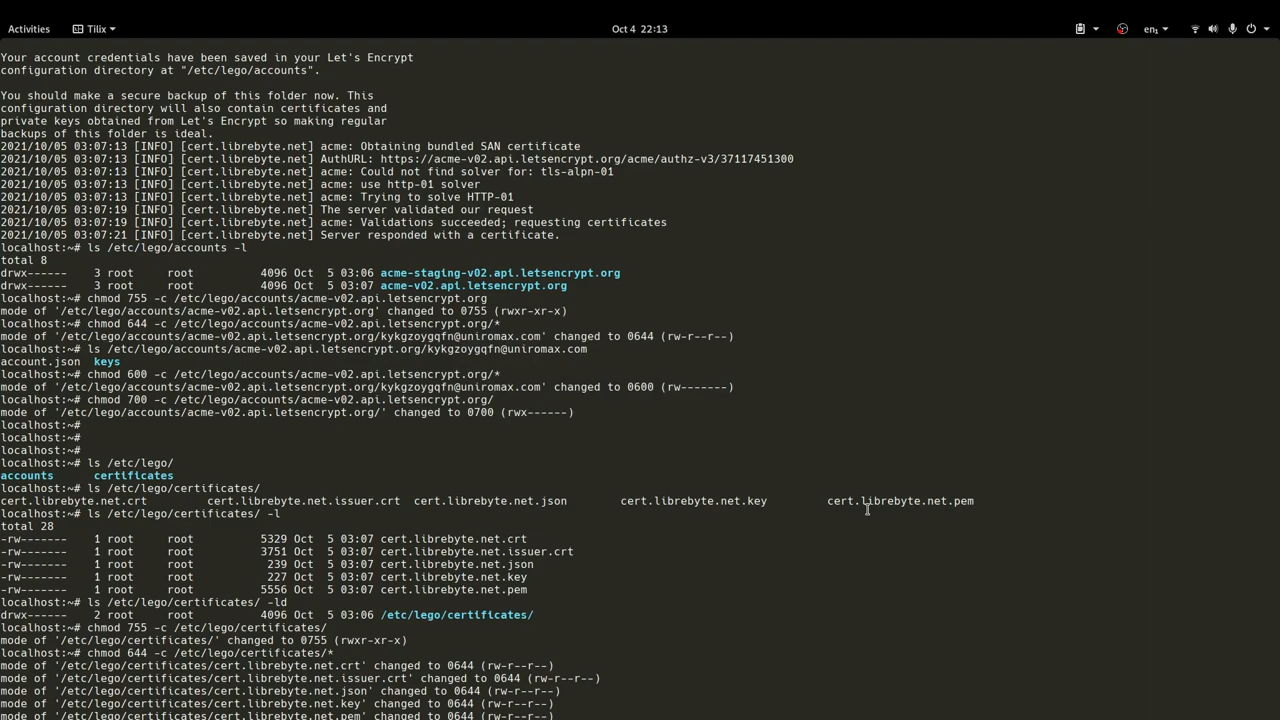 Activities Tilix Oct 4 22:13 en₁
Your account credentials have been saved in your Let's Encrypt
configuration directory at "/etc/lego/accounts".
You should make a secure backup of this folder now. This
configuration directory will also contain certificates and
private keys obtained from Let's Encrypt so making regular
backups of this folder is ideal.
2021/10/05 03:07:13 [INFO] [cert.librebyte.net] acme: Obtaining bundled SAN certificate
2021/10/05 03:07:13 [INFO] [cert.librebyte.net] AuthURL: https://acme-v02.api.letsencrypt.org/acme/authz-v3/37117451300
2021/10/05 03:07:13 [INFO] [cert.librebyte.net] acme: Could not find solver for: tls-alpn-01
2021/10/05 03:07:13 [INFO] [cert.librebyte.net] acme: use http-01 solver
2021/10/05 03:07:13 [INFO] [cert.librebyte.net] acme: Trying to solve HTTP-01
2021/10/05 03:07:19 [INFO] [cert.librebyte.net] The server validated our request
2021/10/05 03:07:19 [INFO] [cert.librebyte.net] acme: Validations succeeded; requesting certificates
2021/10/05 03:07:21 [INFO] [cert.librebyte.net] Server responded with a certificate.
localhost:~# ls /etc/lego/accounts -l
total 8
drwx------ 3 root root 4096 Oct 5 03:06 acme-staging-v02.api.letsencrypt.org
drwx------ 3 root root 4096 Oct 5 03:07 acme-v02.api.letsencrypt.org
localhost:~# chmod 755 -c /etc/lego/accounts/acme-v02.api.letsencrypt.org
mode of '/etc/lego/accounts/acme-v02.api.letsencrypt.org' changed to 0755 (rwxr-xr-x)
localhost:~# chmod 644 -c /etc/lego/accounts/acme-v02.api.letsencrypt.org/*
mode of '/etc/lego/accounts/acme-v02.api.letsencrypt.org/kykgzoygqfn@uniromax.com' changed to 0644 (rw-r--r--)
localhost:~# ls /etc/lego/accounts/acme-v02.api.letsencrypt.org/kykgzoygqfn@uniromax.com
account.json keys
localhost:~# chmod 600 -c /etc/lego/accounts/acme-v02.api.letsencrypt.org/*
mode of '/etc/lego/accounts/acme-v02.api.letsencrypt.org/kykgzoygqfn@uniromax.com' changed to 0600 (rw-------)
localhost:~# chmod 700 -c /etc/lego/accounts/acme-v02.api.letsencrypt.org/
mode of '/etc/lego/accounts/acme-v02.api.letsencrypt.org/' changed to 0700 (rwx------)
localhost:~#
localhost:~#
localhost:~#
localhost:~# ls /etc/lego/
accounts certificates
localhost:~# ls /etc/lego/certificates/
cert.librebyte.net.crt cert.librebyte.net.issuer.crt cert.librebyte.net.json cert.librebyte.net.key cert.librebyte.net.pem
localhost:~# ls /etc/lego/certificates/ -l
total 28
-rw------- 1 root root 5329 Oct 5 03:07 cert.librebyte.net.crt
-rw------- 1 root root 3751 Oct 5 03:07 cert.librebyte.net.issuer.crt
-rw------- 1 root root 239 Oct 5 03:07 cert.librebyte.net.json
-rw------- 1 root root 227 Oct 5 03:07 cert.librebyte.net.key
-rw------- 1 root root 5556 Oct 5 03:07 cert.librebyte.net.pem
localhost:~# ls /etc/lego/certificates/ -ld
drwx------ 2 root root 4096 Oct 5 03:06 /etc/lego/certificates/
localhost:~# chmod 755 -c /etc/lego/certificates/
mode of '/etc/lego/certificates/' changed to 0755 (rwxr-xr-x)
localhost:~# chmod 644 -c /etc/lego/certificates/*
mode of '/etc/lego/certificates/cert.librebyte.net.crt' changed to 0644 (rw-r--r--)
mode of '/etc/lego/certificates/cert.librebyte.net.issuer.crt' changed to 0644 (rw-r--r--)
mode of '/etc/lego/certificates/cert.librebyte.net.json' changed to 0644 (rw-r--r--)
mode of '/etc/lego/certificates/cert.librebyte.net.key' changed to 0644 (rw-r--r--)
mode of '/etc/lego/certificates/cert.librebyte.net.pem' changed to 0644 (rw-r--r--)